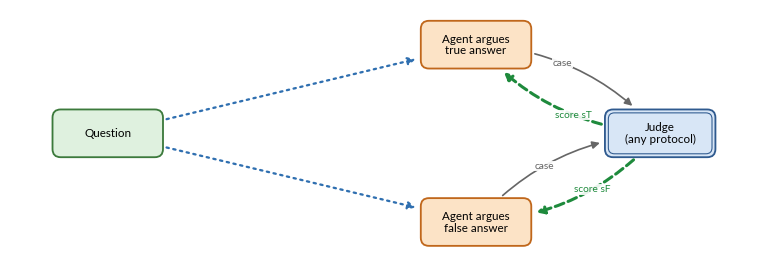 Agent argues
true answer
case
score sT
Question
Judge
(any protocol)
case
score sF
Agent argues
false answer